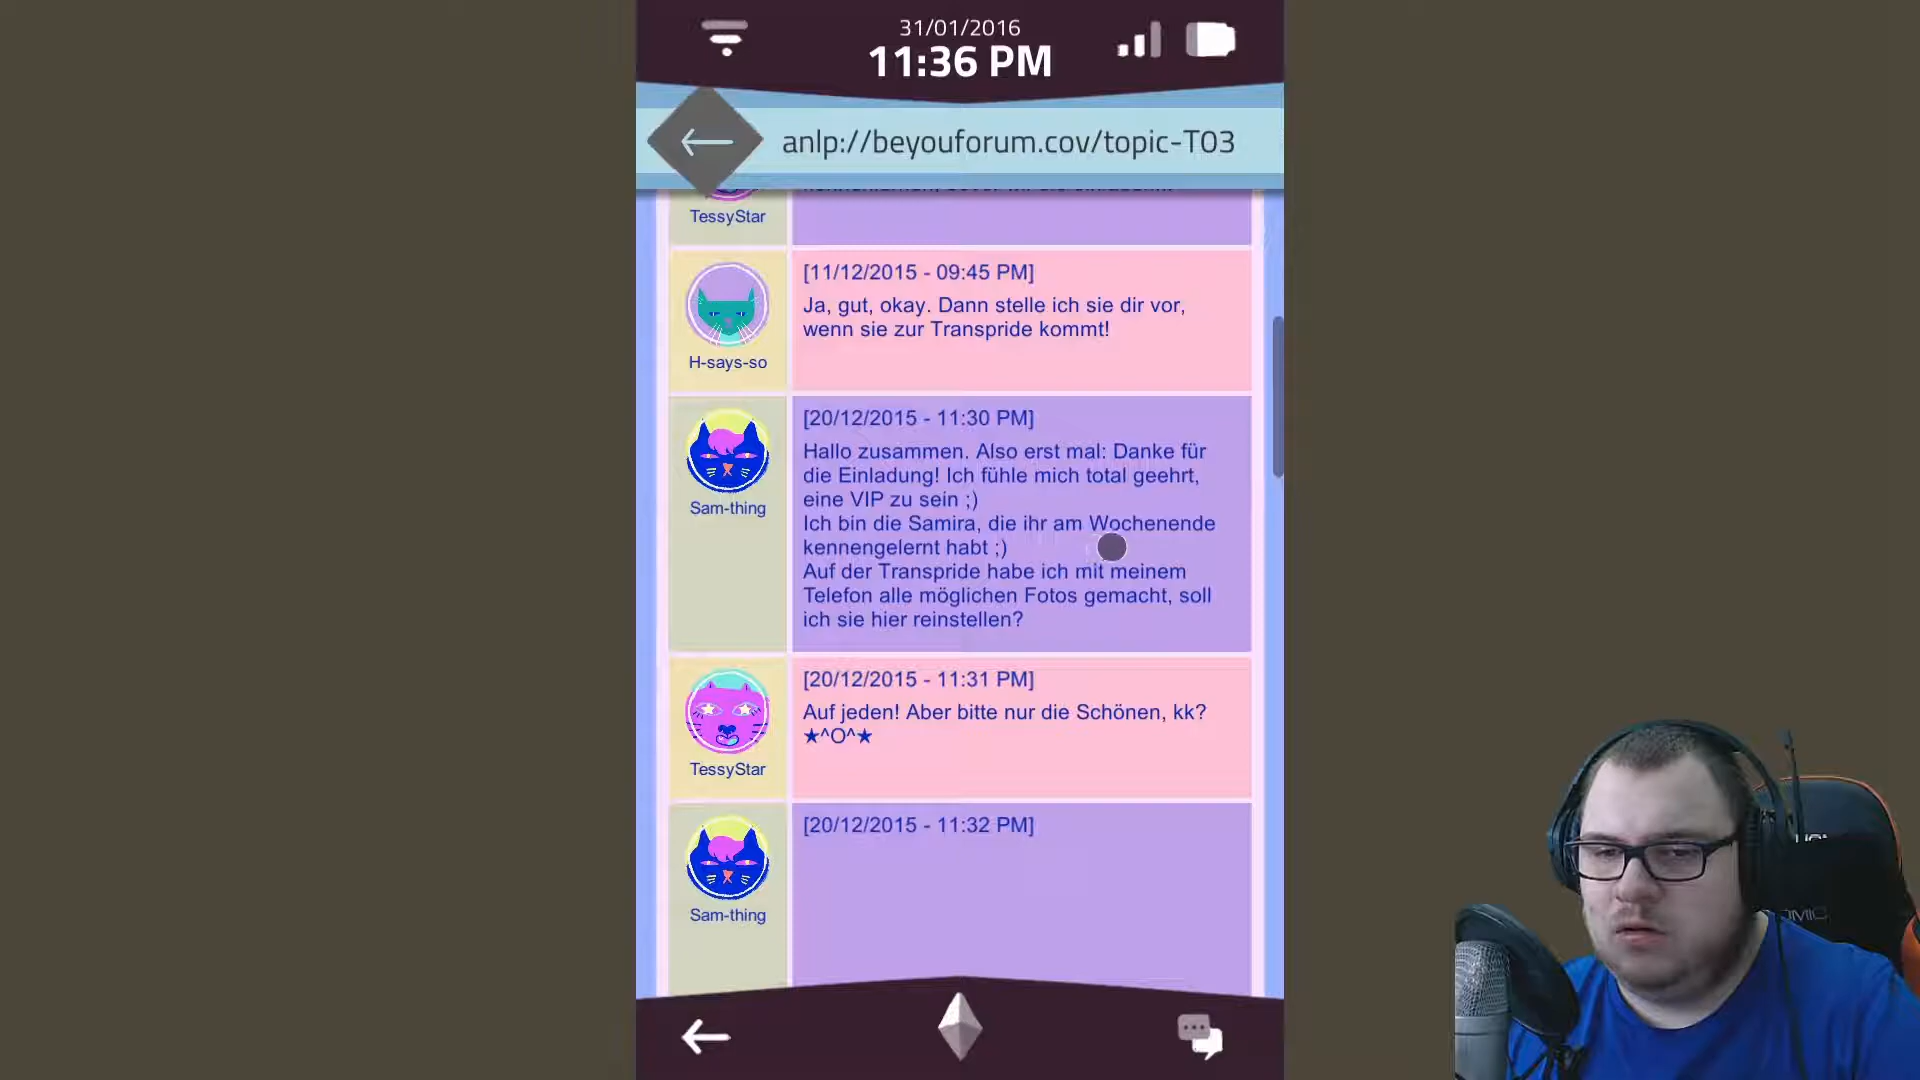 31/01/2016
11:36 PM
anlp://beyouforum.cov/topic-T03
TessyStar
[11/12/2015 - 09:45 PM]
Ja, gut, okay. Dann stelle ich sie dir vor,
wenn sie zur Transpride kommt!
H-says-so
[20/12/2015 - 11:30 PM]
Hallo zusammen. Also erst mal: Danke für
die Einladung! Ich fühle mich total geehrt,
eine VIP zu sein ;)
Ich bin die Samira, die ihr am Wochenende
kennengelernt habt ;)
Auf der Transpride habe ich mit meinem
Telefon alle möglichen Fotos gemacht, soll
ich sie hier reinstellen?
Sam-thing
[20/12/2015 - 11:31 PM]
Auf jeden! Aber bitte nur die Schönen, kk?
★^O^★
TessyStar
[20/12/2015 - 11:32 PM]
Sam-thing